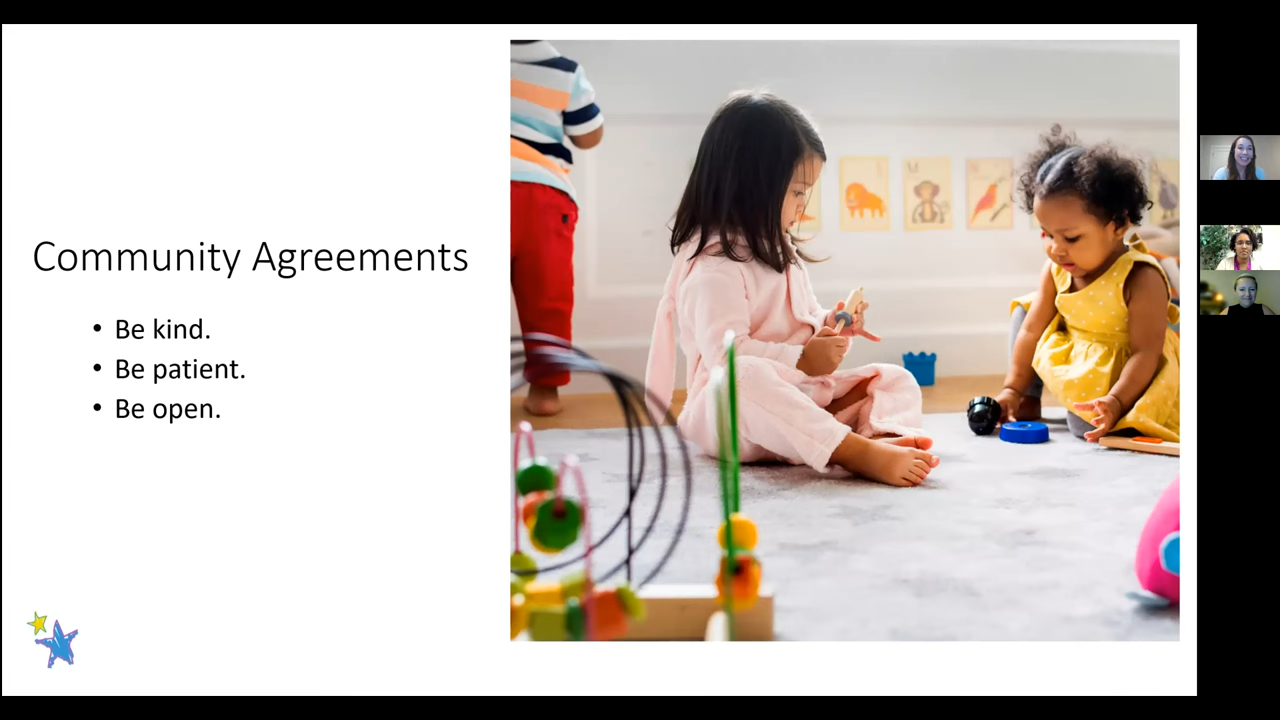 Community Agreements
• Be kind.
• Be patient.
• Be open.